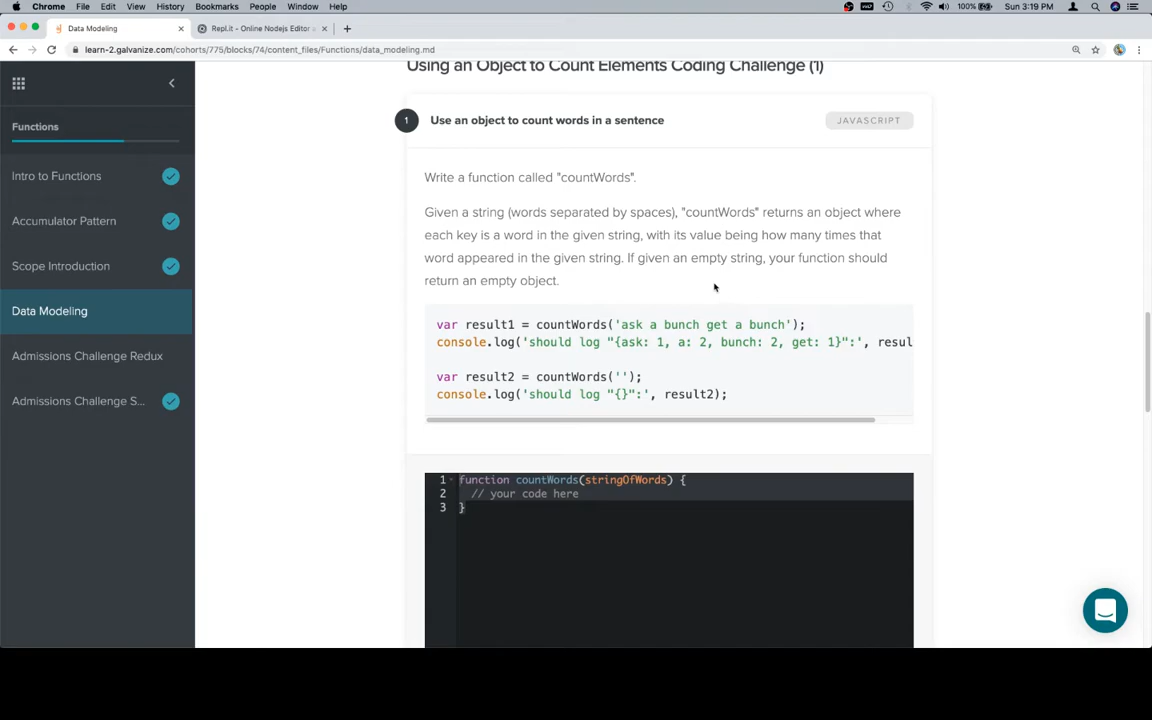 Chrome File Edit View History Bookmarks People Window Help
100% Sun 3:19 PM
Data Modeling
Repl.it - Online Nodejs Editor
learn-2.galvanize.com/cohorts/775/blocks/74/content_files/Functions/data_modeling.md
Functions
Intro to Functions
Accumulator Pattern
Scope Introduction
Data Modeling
Admissions Challenge Redux
Admissions Challenge S...
Using an Object to Count Elements Coding Challenge (1)
1 Use an object to count words in a sentence JAVASCRIPT
Write a function called "countWords".
Given a string (words separated by spaces), "countWords" returns an object where
each key is a word in the given string, with its value being how many times that
word appeared in the given string. If given an empty string, your function should
return an empty object.
var result1 = countWords('ask a bunch get a bunch');
console.log('should log "{ask: 1, a: 2, bunch: 2, get: 1}":', resul
var result2 = countWords('');
console.log('should log "{}":', result2);
1 function countWords(stringOfWords) {
2 // your code here
3 }